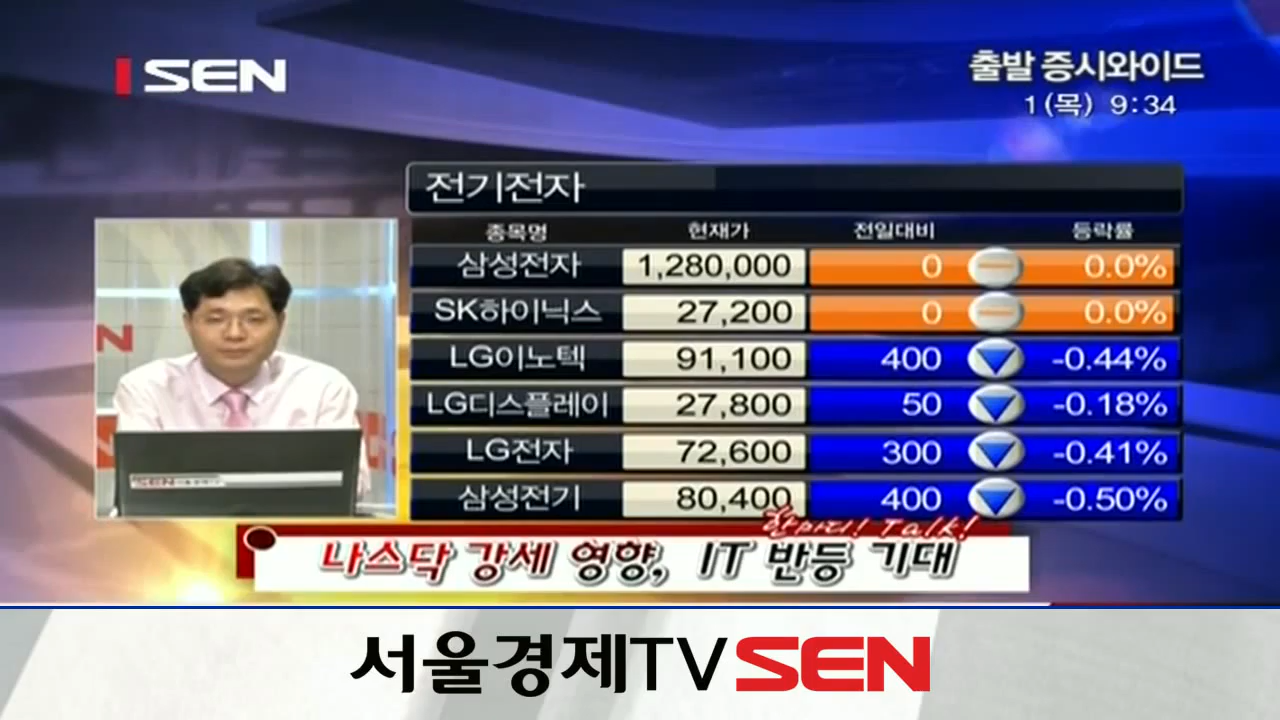 SEN
출발 증시와이드
1(목) 9:34
전기전자
종목명 현재가 전일대비 등락률
삼성전자 1,280,000 0 0.0%
SK하이닉스 27,200 0 0.0%
LG이노텍 91,100 400 ▼ -0.44%
LG디스플레이 27,800 50 ▼ -0.18%
LG전자 72,600 300 ▼ -0.41%
삼성전기 80,400 400 ▼ -0.50%
EN
SEN
한마디! Talk!
나스닥 강세 영향, IT 반등 기대
서울경제TV SEN